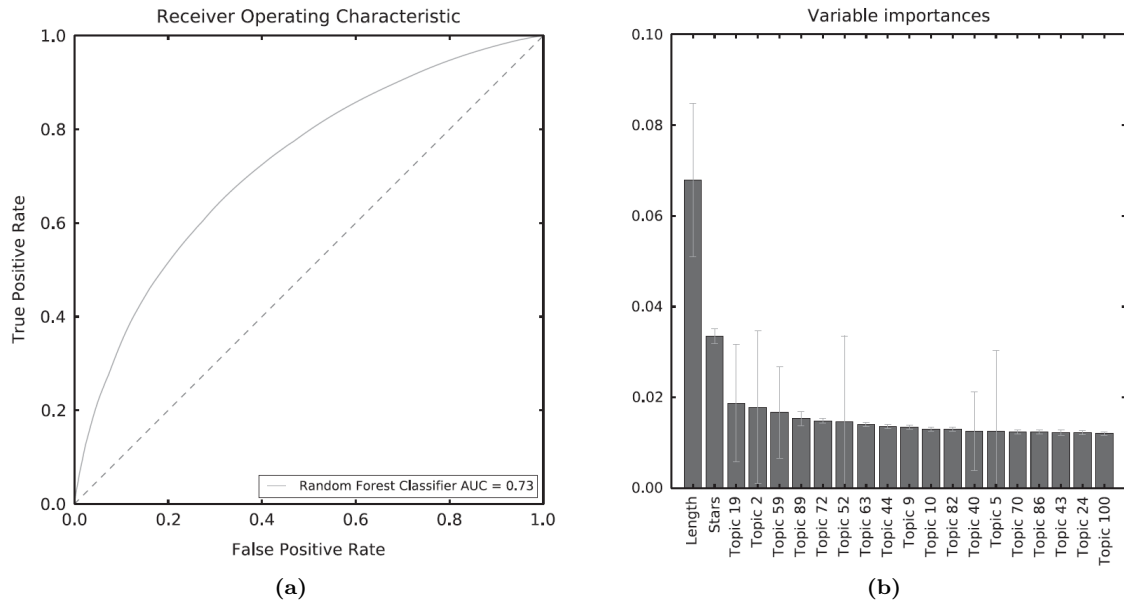 Receiver Operating Characteristic
1.0
0.8
0.6
0.4
0.2
0.0
True Positive Rate
Random Forest Classifier AUC = 0.73
0.0 0.2 0.4 0.6 0.8 1.0
False Positive Rate
(a)
Variable importances
0.10
0.08
0.06
0.04
0.02
0.00
Length
Stars
Topic 19
Topic 2
Topic 59
Topic 89
Topic 72
Topic 52
Topic 63
Topic 44
Topic 9
Topic 10
Topic 82
Topic 40
Topic 5
Topic 70
Topic 86
Topic 43
Topic 24
Topic 100
(b)